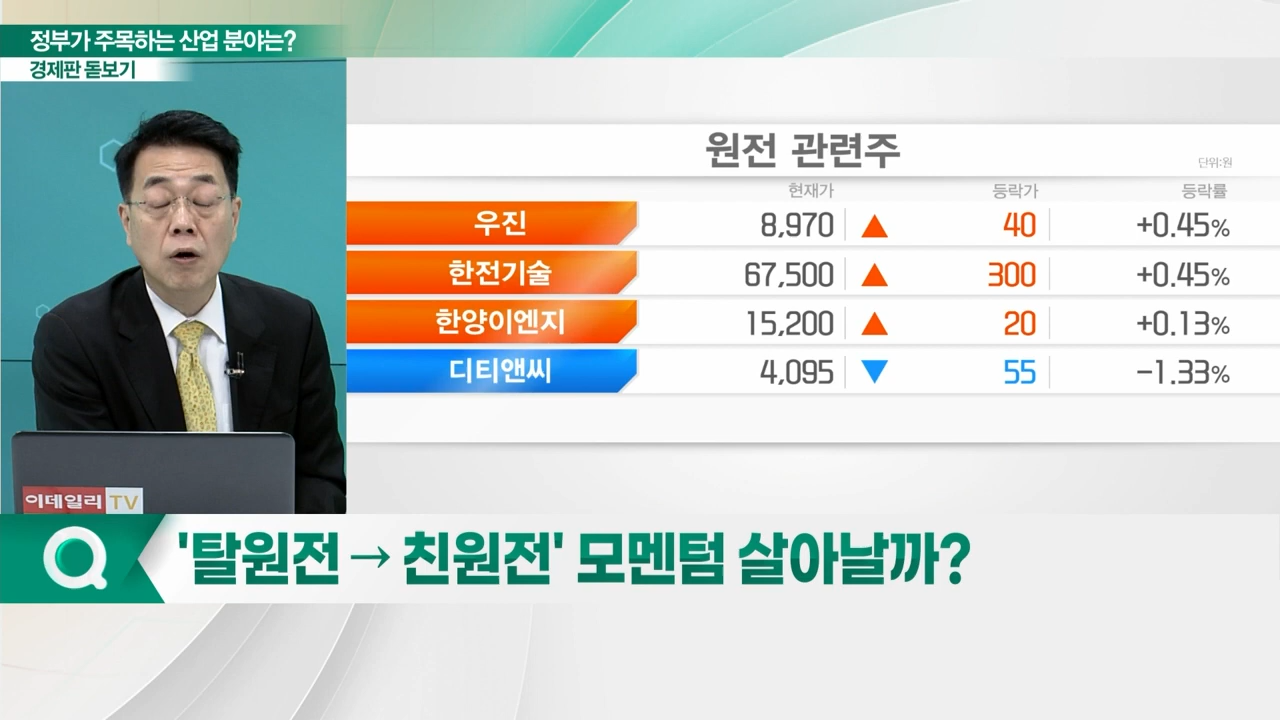 정부가 주목하는 산업 분야는?
경제판 돋보기
원전 관련주
단위:원
현재가 등락가 등락률
우진 8,970 ▲ 40 +0.45%
한전기술 67,500 ▲ 300 +0.45%
한양이엔지 15,200 ▲ 20 +0.13%
디티앤씨 4,095 ▼ 55 -1.33%
이데일리 TV
Q '탈원전→친원전' 모멘텀 살아날까?